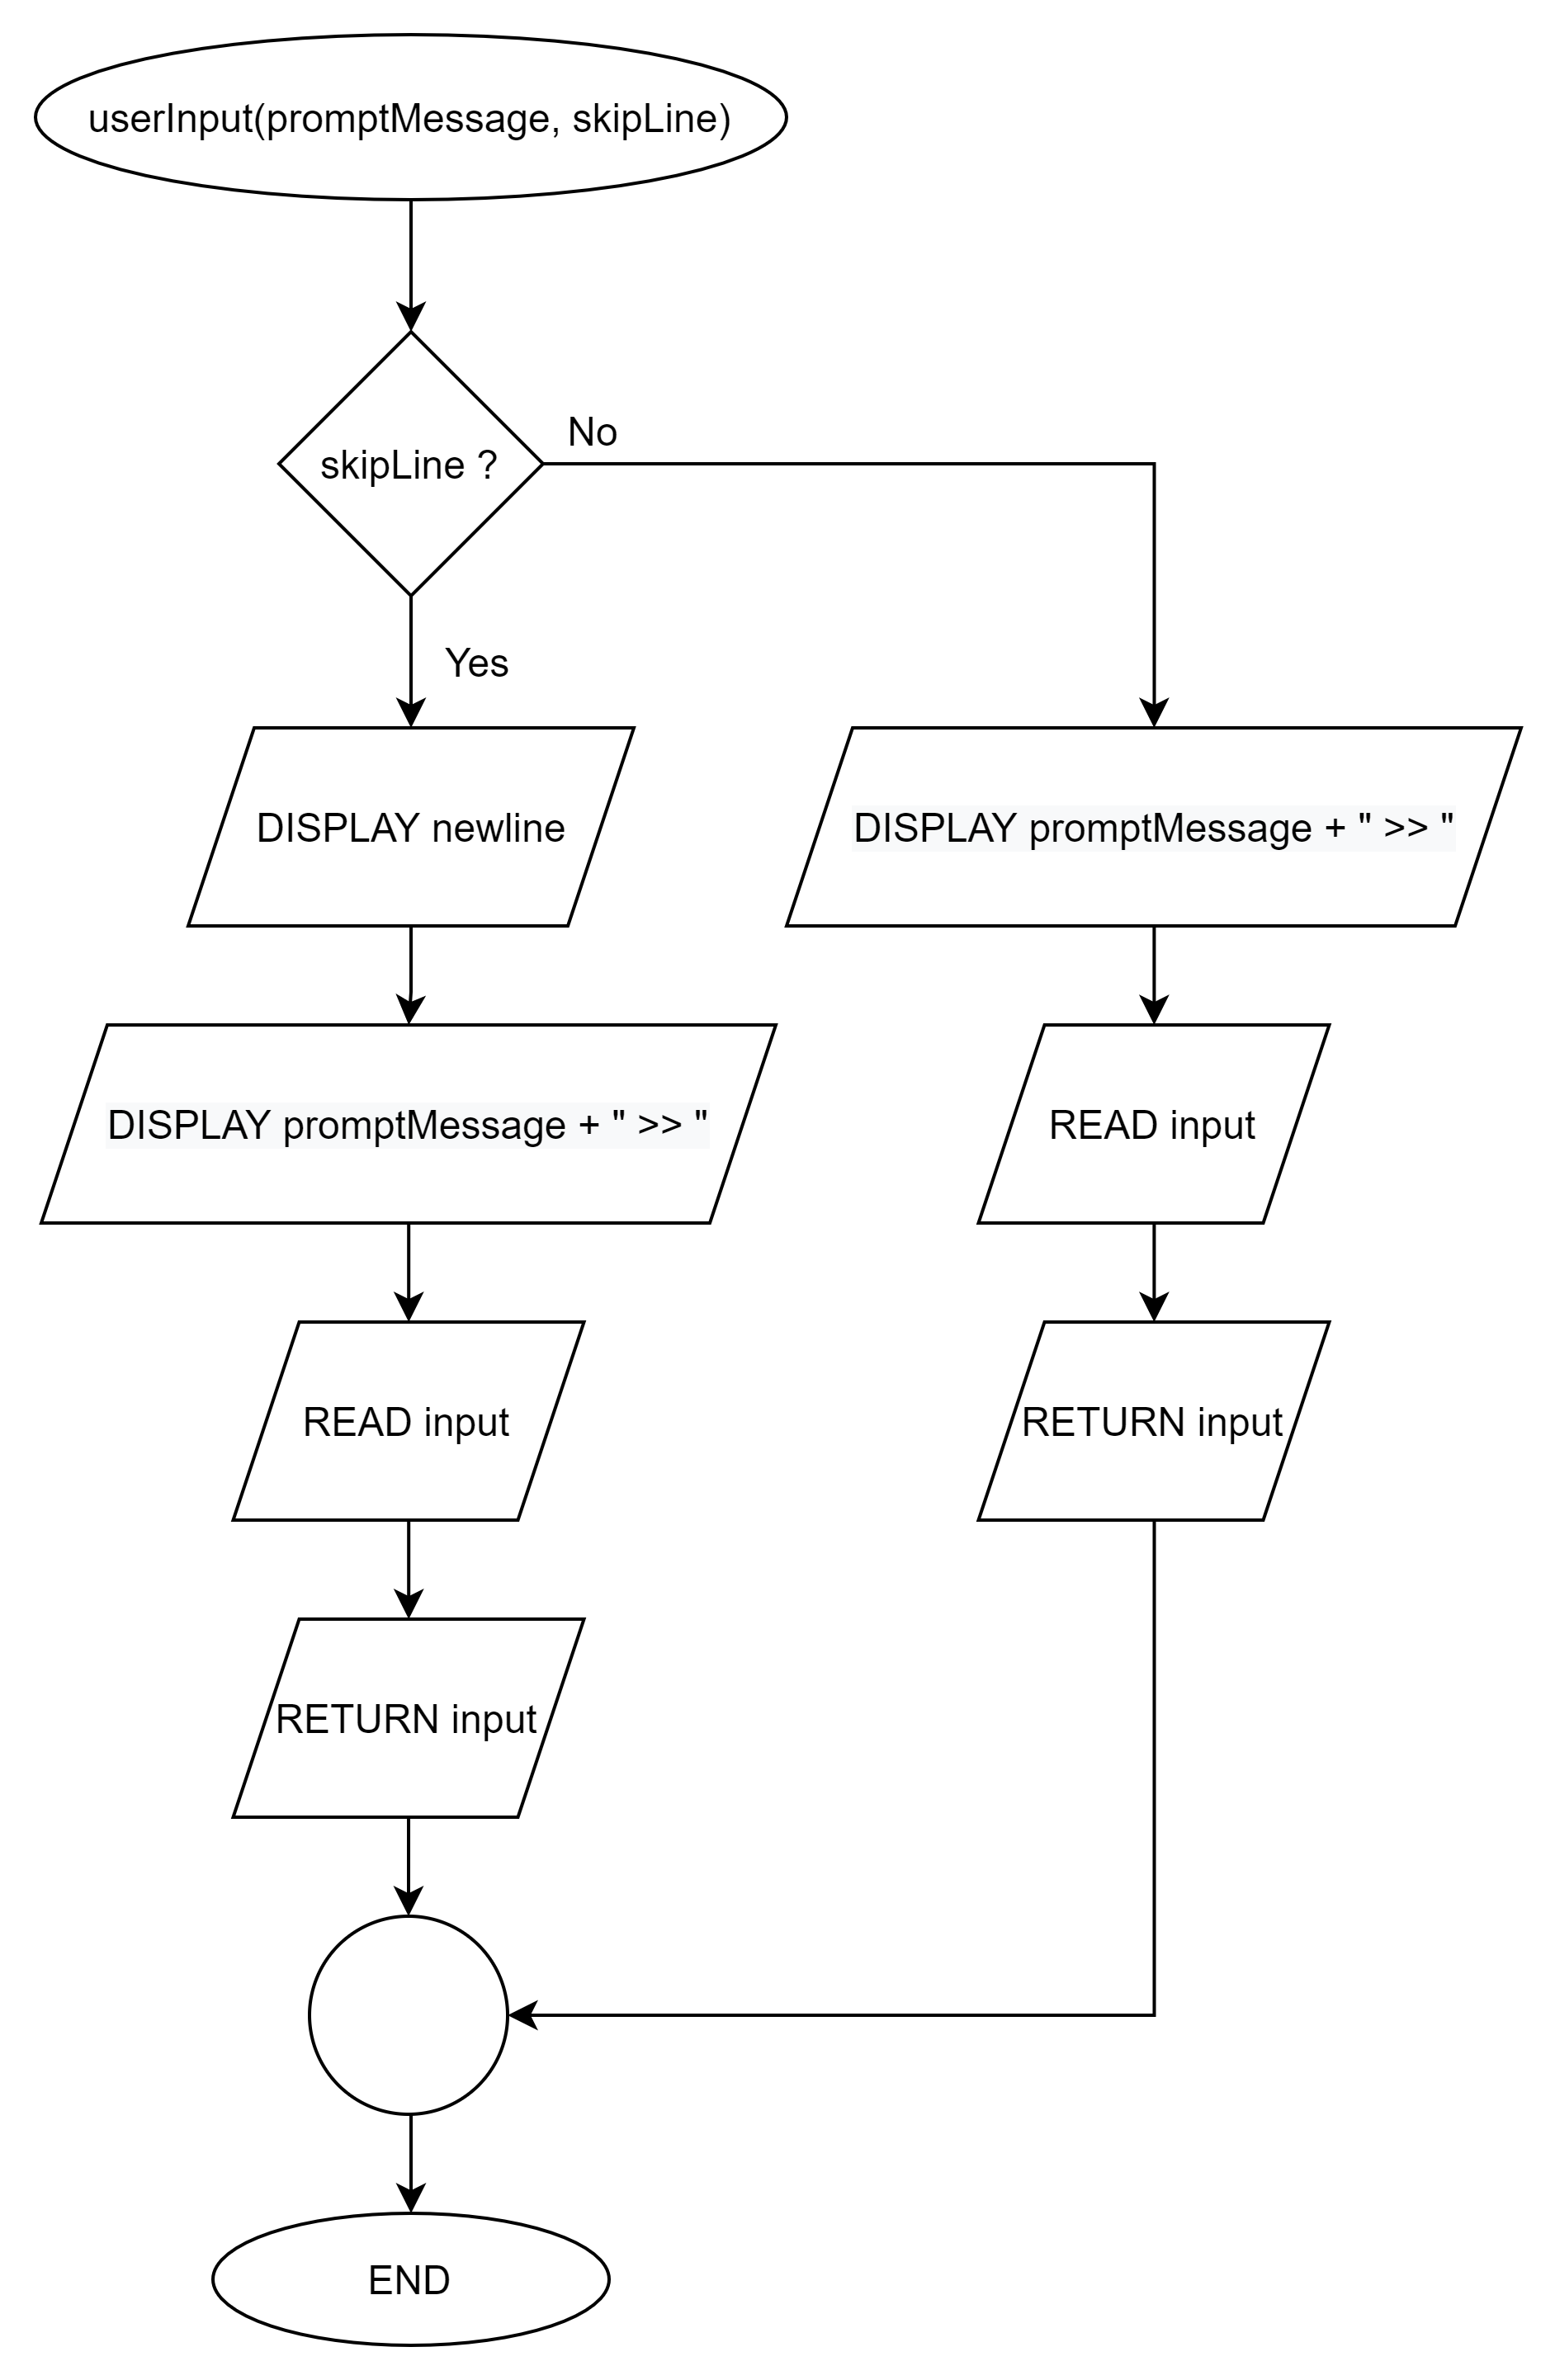 userInput(promptMessage, skipLine)
No
skipLine ?
Yes
DISPLAY newline
DISPLAY promptMessage + " >> "
DISPLAY promptMessage + " >> "
READ input
READ input
RETURN input
RETURN input
END